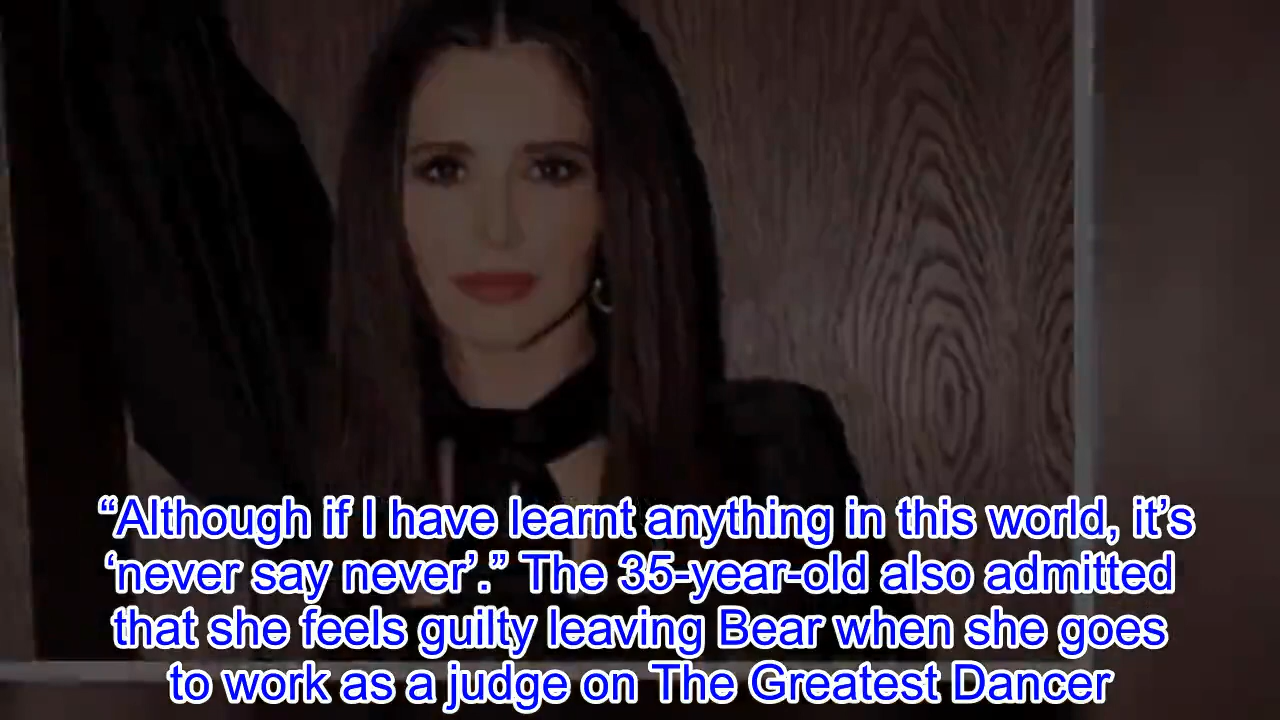 “Although if I have learnt anything in this world, it’s
‘never say never’.” The 35-year-old also admitted
that she feels guilty leaving Bear when she goes
to work as a judge on The Greatest Dancer